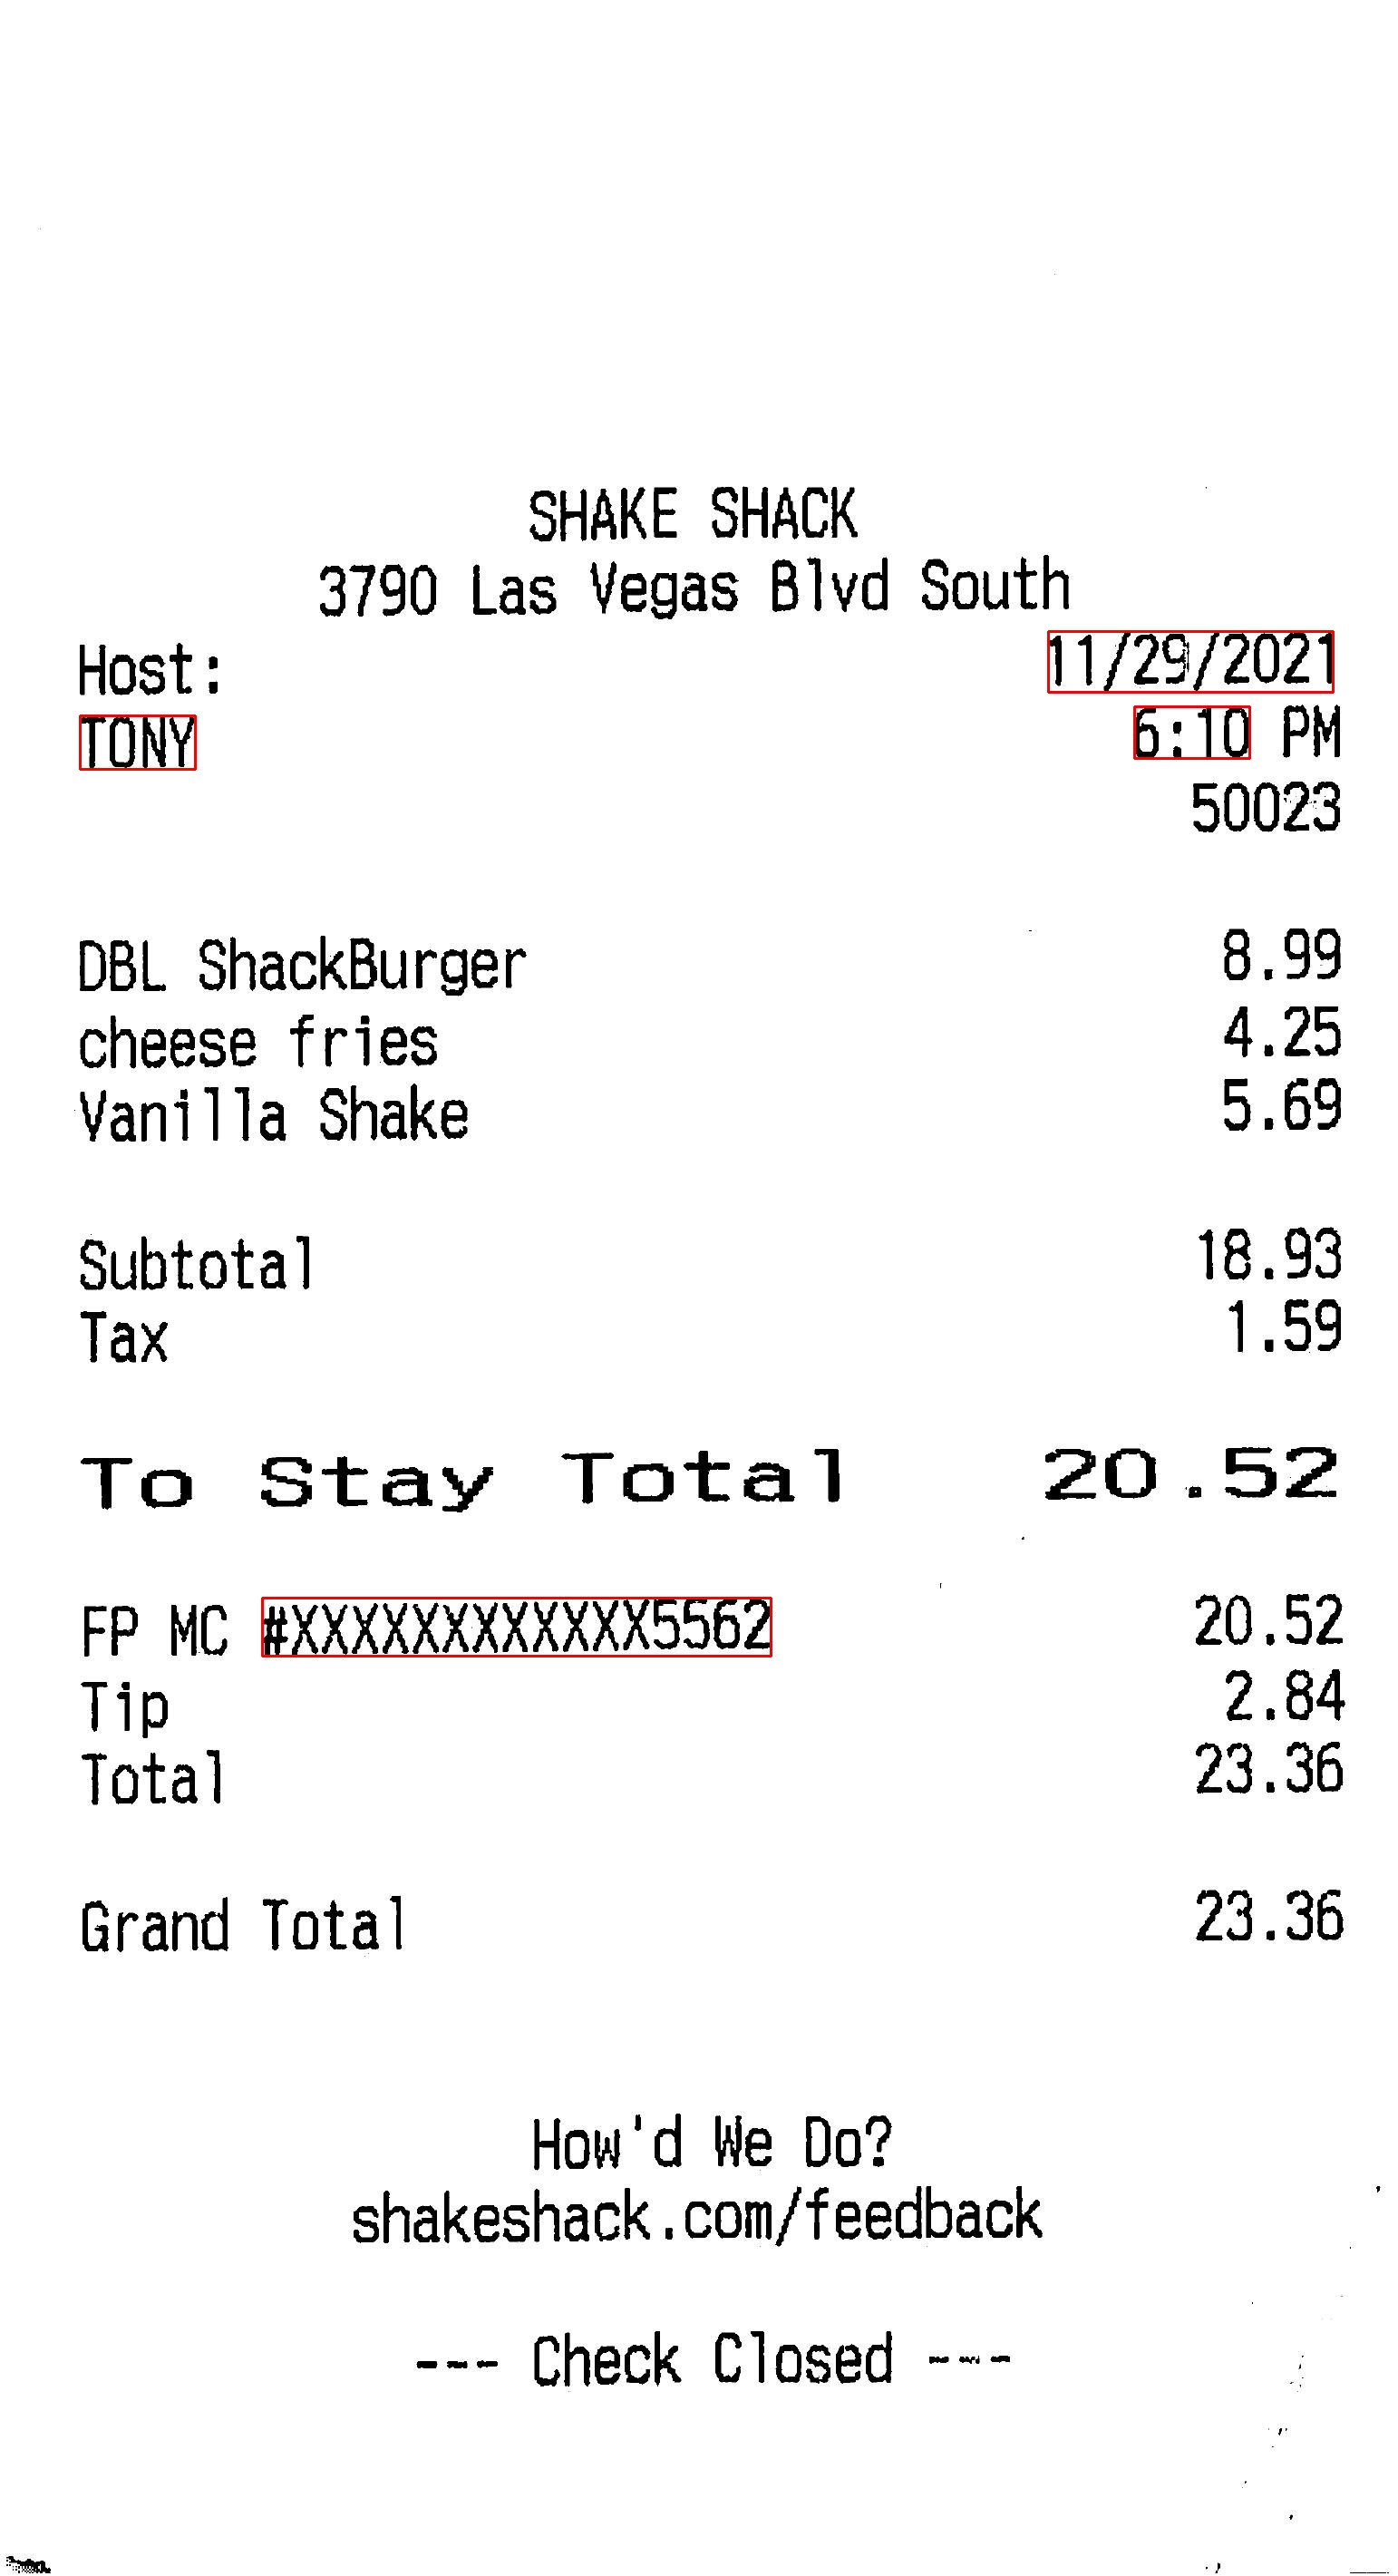 SHAKE SHACK
3790 Las Vegas Blvd South
Host: 11/29/2021
TONY 6:10 PM
50023
DBL ShackBurger 8.99
cheese fries 4.25
Vanilla Shake 5.69
Subtotal 18.93
Tax 1.59
To Stay Total 20.52
FP MC #XXXXXXXXXXXX5562 20.52
Tip 2.84
Total 23.36
Grand Total 23.36
How'd We Do?
shakeshack.com/feedback
--- Check Closed ---